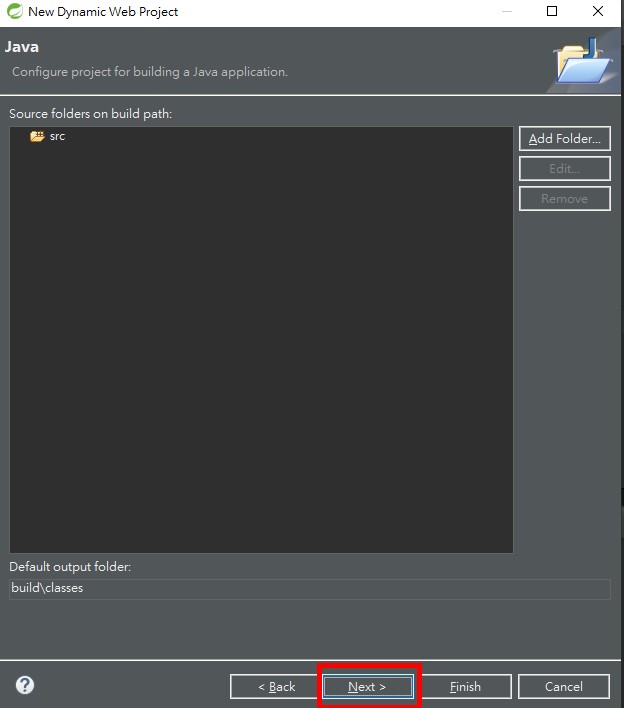 New Dynamic Web Project
Java
Configure project for building a Java application.
Source folders on build path:
src
Add Folder...
Edit...
Remove
Default output folder:
build\classes
?
< Back
Next >
Finish
Cancel